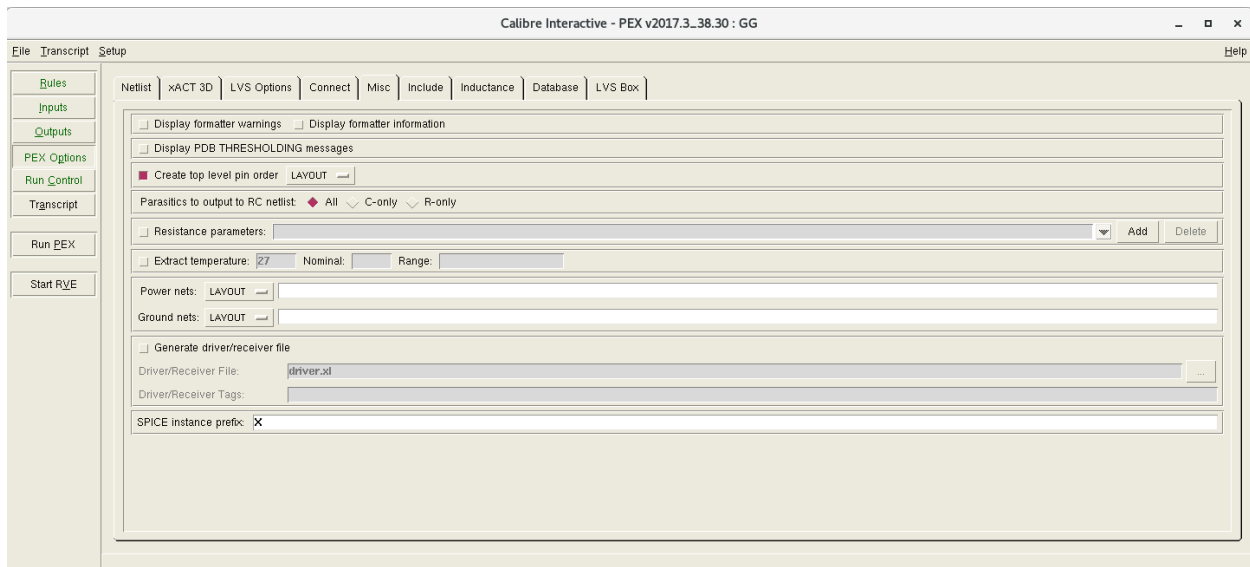 Calibre Interactive - PEX v2017.3_38.30 : GG
File Transcript Setup Help
Rules
Inputs
Outputs
PEX Options
Run Control
Transcript
Run PEX
Start RVE
Netlist xACT 3D LVS Options Connect Misc Include Inductance Database LVS Box
Display formatter warnings Display formatter information
Display PDB THRESHOLDING messages
Create top level pin order LAYOUT
Parasitics to output to RC netlist: All C-only R-only
Resistance parameters: Add Delete
Extract temperature: 27 Nominal: Range:
Power nets: LAYOUT
Ground nets: LAYOUT
Generate driver/receiver file
Driver/Receiver File: driver.xl ...
Driver/Receiver Tags:
SPICE instance prefix: X